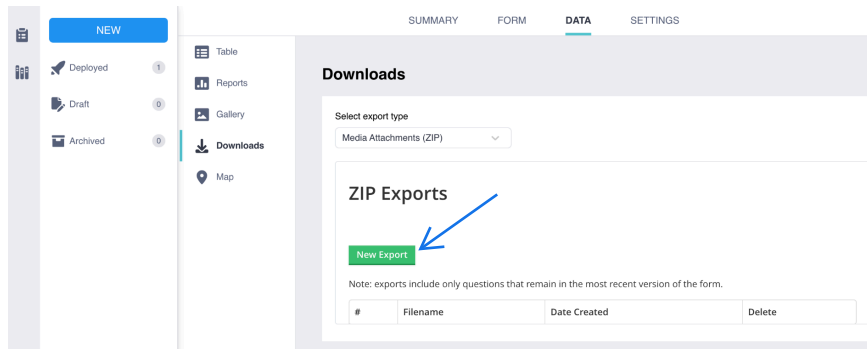 SUMMARY FORM DATA SETTINGS
NEW
Deployed 1
Draft 0
Archived 0
Table
Reports
Gallery
Downloads
Map
Downloads
Select export type
Media Attachments (ZIP)
ZIP Exports
New Export
Note: exports include only questions that remain in the most recent version of the form.
# Filename Date Created Delete